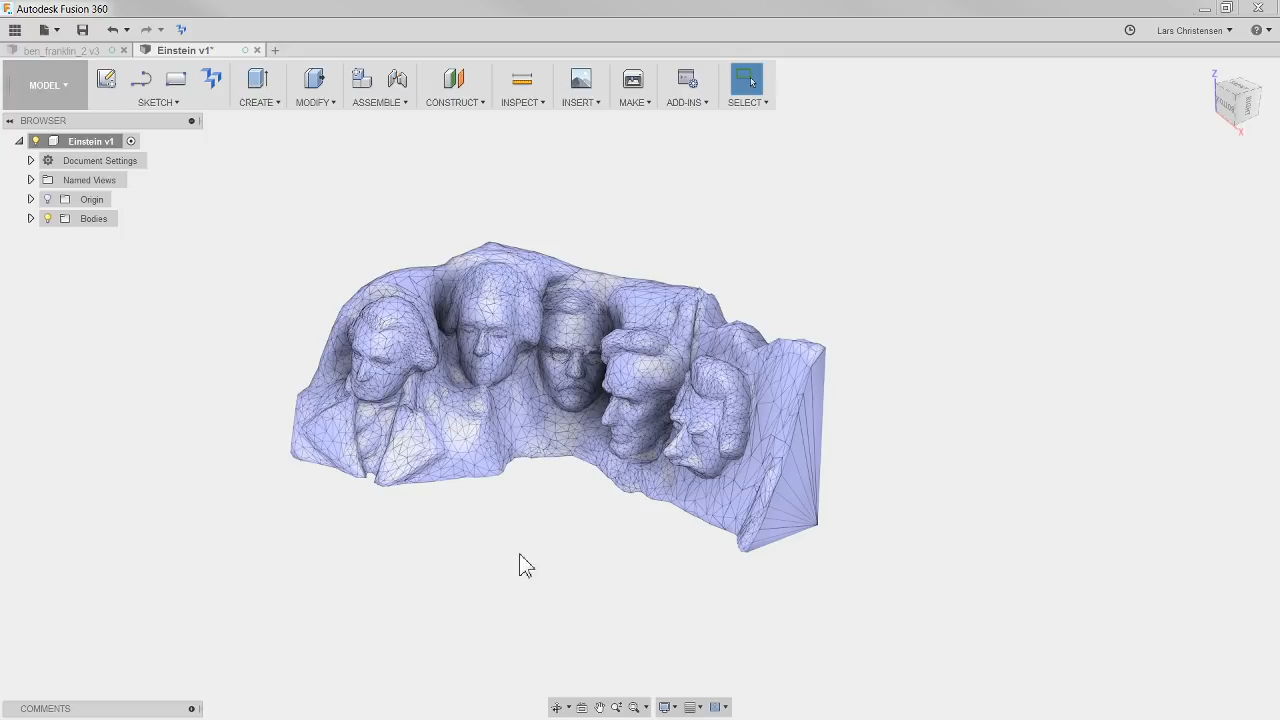 Autodesk Fusion 360
Lars Christensen
ben_franklin_2 v3
Einstein v1*
MODEL
SKETCH
CREATE
MODIFY
ASSEMBLE
CONSTRUCT
INSPECT
INSERT
MAKE
ADD-INS
SELECT
BROWSER
Einstein v1
Document Settings
Named Views
Origin
Bodies
Z
X
COMMENTS